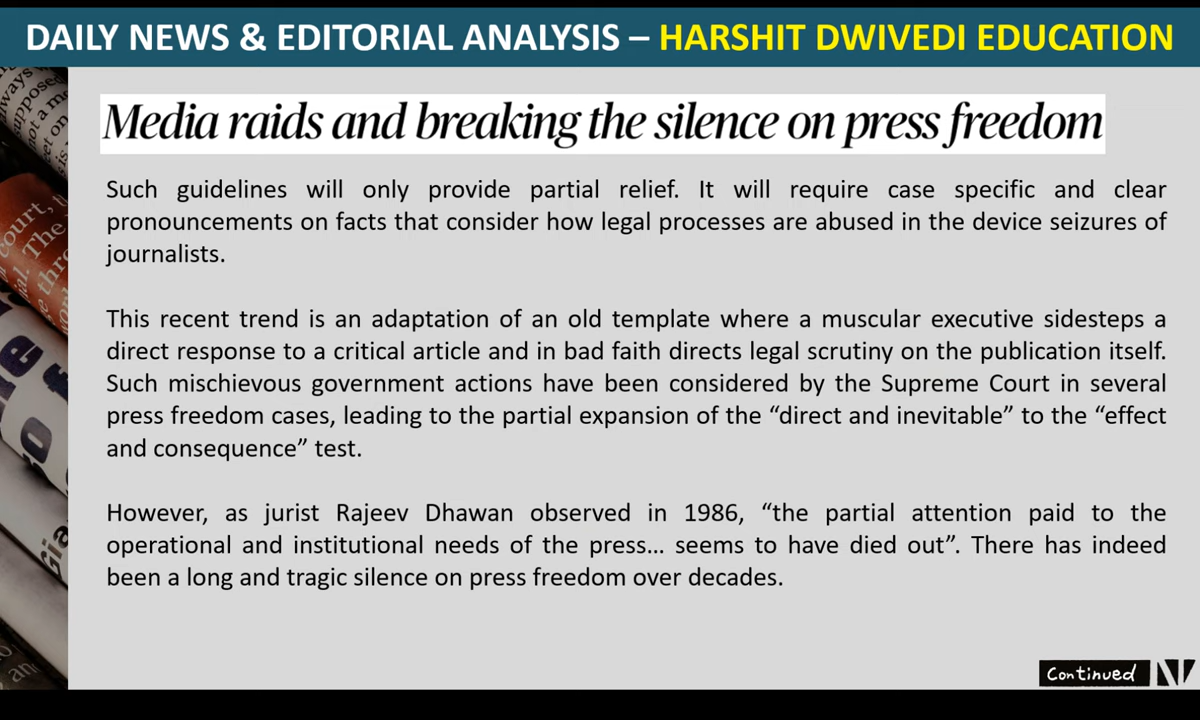 DAILY NEWS & EDITORIAL ANALYSIS – HARSHIT DWIVEDI EDUCATION
Media raids and breaking the silence on press freedom
Such guidelines will only provide partial relief. It will require case specific and clear
pronouncements on facts that consider how legal processes are abused in the device seizures of
journalists.
This recent trend is an adaptation of an old template where a muscular executive sidesteps a
direct response to a critical article and in bad faith directs legal scrutiny on the publication itself.
Such mischievous government actions have been considered by the Supreme Court in several
press freedom cases, leading to the partial expansion of the “direct and inevitable” to the “effect
and consequence” test.
However, as jurist Rajeev Dhawan observed in 1986, “the partial attention paid to the
operational and institutional needs of the press… seems to have died out”. There has indeed
been a long and tragic silence on press freedom over decades.
Continued